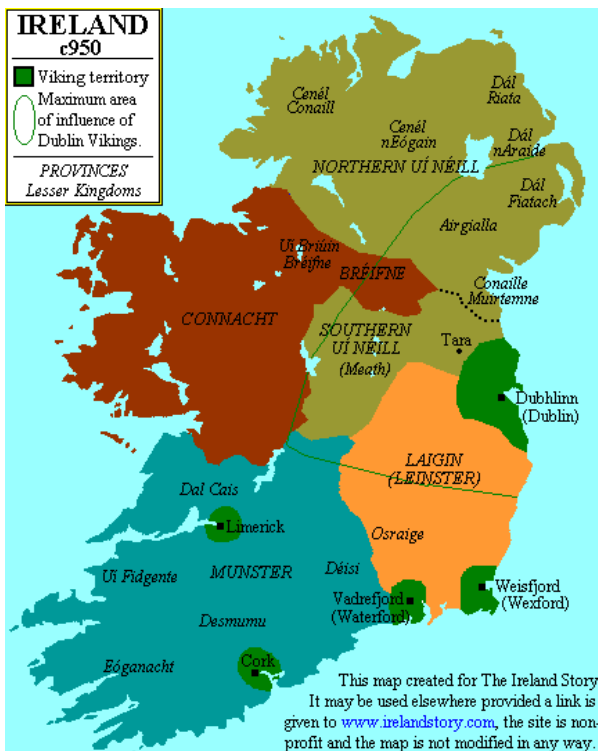 IRELAND
c950
Viking territory
Maximum area
of influence of
Dublin Vikings.
PROVINCES
Lesser Kingdoms
Cenél
Conaill
Dál
Riata
Cenél
nEógain
Dál
nAraide
NORTHERN UÍ NÉILL
Dál
Fiatach
Airgialla
Uí Briúin
Bréifne
BRÉIFNE
Conaille
Muirtemne
CONNACHT
SOUTHERN
UÍ NEÍLL
(Meath)
Tara
Dubhlinn
(Dublin)
LAIGIN
(LEINSTER)
Dal Cais
Limerick
Osraige
Uí Fidgente
MUNSTER
Déisi
Vadrefjord
(Waterford)
Weisfjord
(Wexford)
Desmumu
Eóganacht
Cork
This map created for The Ireland Story
It may be used elsewhere provided a link is
given to www.irelandstory.com, the site is non-
profit and the map is not modified in any way.